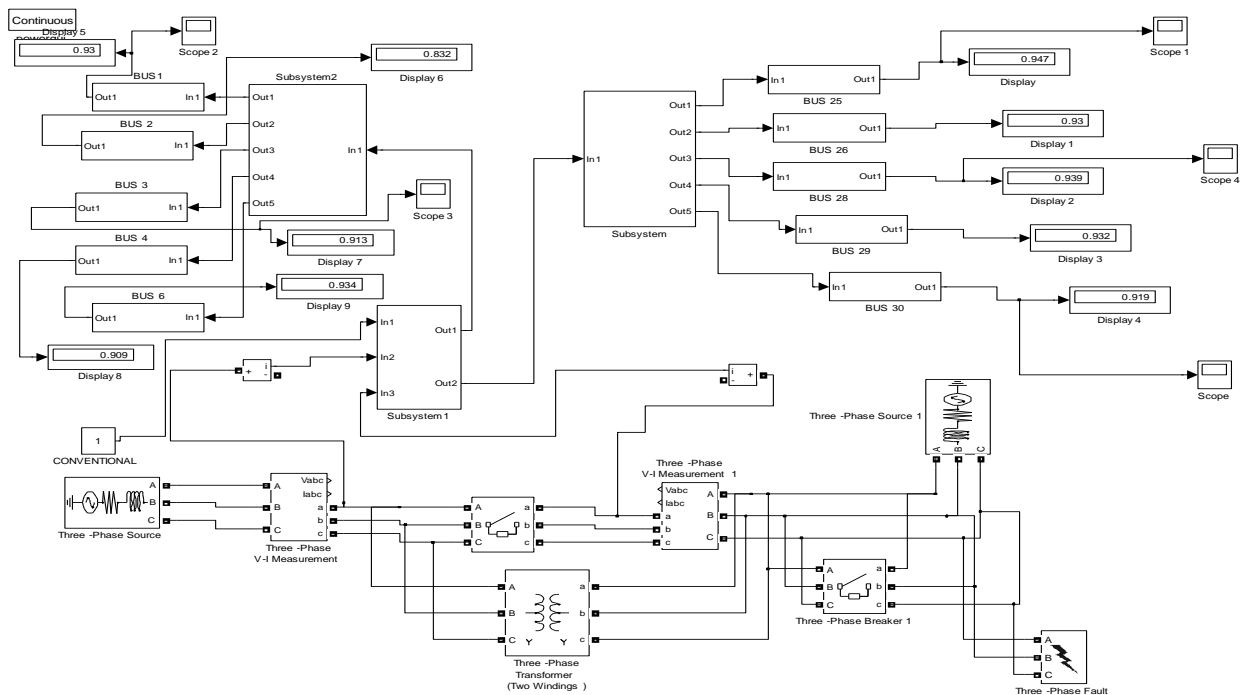 Continuous
powergui
Display 5
0.93
Scope 2
BUS1
Out1
In1
BUS 2
Out1
In1
BUS 3
Out1
In1
BUS 4
Out1
In1
BUS 6
Out1
In1
0.832
Display 6
Subsystem2
Out1
Out2
Out3
Out4
Out5
In1
Scope 3
0.913
Display 7
0.934
Display 9
0.909
Display 8
In1
In2
In3
Out1
Out2
Subsystem1
In1
Out1
Out2
Out3
Out4
Out5
Subsystem
In1
Out1
BUS 25
In1
Out1
BUS 26
In1
Out1
BUS 28
In1
Out1
BUS 29
In1
Out1
BUS 30
Scope 1
0.947
Display
0.93
Display 1
Scope 4
0.939
Display 2
0.932
Display 3
0.919
Display 4
Scope
+
i
-
i
-
+
1
CONVENTIONAL
A
B
C
Three -Phase Source
A
B
C
Vabc
Iabc
a
b
c
Three -Phase
V-I Measurement
A
B
C
a
b
c
Three -Phase
V-I Measurement 1
Vabc
Iabc
a
b
c
A
B
C
Three -Phase Source 1
A
B
C
A
B
C
a
b
c
Y
Y
Three -Phase
Transformer
(Two Windings )
A
B
C
a
b
c
Three -Phase Breaker 1
A
B
C
Three -Phase Fault